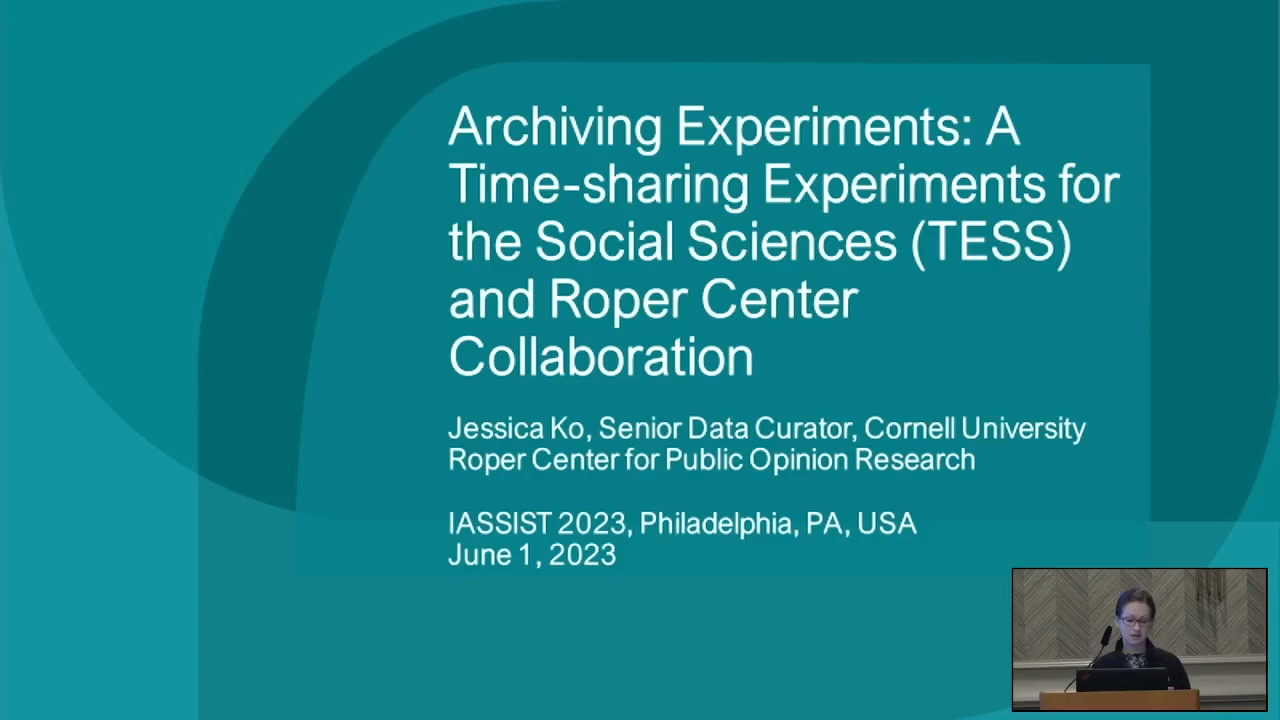 Archiving Experiments: A
Time-sharing Experiments for
the Social Sciences (TESS)
and Roper Center
Collaboration
Jessica Ko, Senior Data Curator, Cornell University
Roper Center for Public Opinion Research
IASSIST 2023, Philadelphia, PA, USA
June 1, 2023